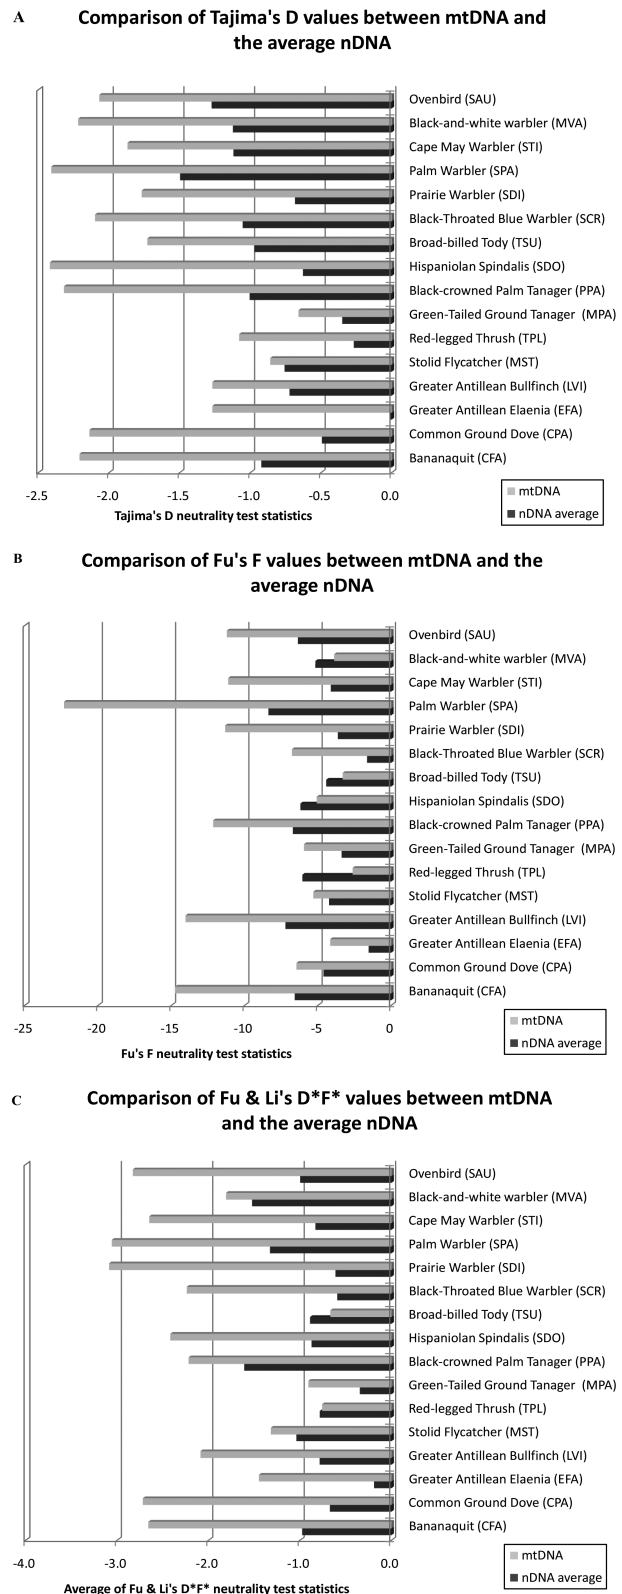 A
Comparison of Tajima's D values between mtDNA and
the average nDNA
Ovenbird (SAU)
Black-and-white warbler (MVA)
Cape May Warbler (STI)
Palm Warbler (SPA)
Prairie Warbler (SDI)
Black-Throated Blue Warbler (SCR)
Broad-billed Tody (TSU)
Hispaniolan Spindalis (SDO)
Black-crowned Palm Tanager (PPA)
Green-Tailed Ground Tanager (MPA)
Red-legged Thrush (TPL)
Stolid Flycatcher (MST)
Greater Antillean Bullfinch (LVI)
Greater Antillean Elaenia (EFA)
Common Ground Dove (CPA)
Bananaquit (CFA)
-2.5 -2.0 -1.5 -1.0 -0.5 0.0
Tajima's D neutrality test statistics
mtDNA
nDNA average
B
Comparison of Fu's F values between mtDNA and the
average nDNA
Ovenbird (SAU)
Black-and-white warbler (MVA)
Cape May Warbler (STI)
Palm Warbler (SPA)
Prairie Warbler (SDI)
Black-Throated Blue Warbler (SCR)
Broad-billed Tody (TSU)
Hispaniolan Spindalis (SDO)
Black-crowned Palm Tanager (PPA)
Green-Tailed Ground Tanager (MPA)
Red-legged Thrush (TPL)
Stolid Flycatcher (MST)
Greater Antillean Bullfinch (LVI)
Greater Antillean Elaenia (EFA)
Common Ground Dove (CPA)
Bananaquit (CFA)
-25 -20 -15 -10 -5 0
Fu's F neutrality test statistics
mtDNA
nDNA average
C
Comparison of Fu & Li's D*F* values between mtDNA
and the average nDNA
Ovenbird (SAU)
Black-and-white warbler (MVA)
Cape May Warbler (STI)
Palm Warbler (SPA)
Prairie Warbler (SDI)
Black-Throated Blue Warbler (SCR)
Broad-billed Tody (TSU)
Hispaniolan Spindalis (SDO)
Black-crowned Palm Tanager (PPA)
Green-Tailed Ground Tanager (MPA)
Red-legged Thrush (TPL)
Stolid Flycatcher (MST)
Greater Antillean Bullfinch (LVI)
Greater Antillean Elaenia (EFA)
Common Ground Dove (CPA)
Bananaquit (CFA)
-4.0 -3.0 -2.0 -1.0 0.0
Average of Fu & Li's D*F* neutrality test statistics
mtDNA
nDNA average